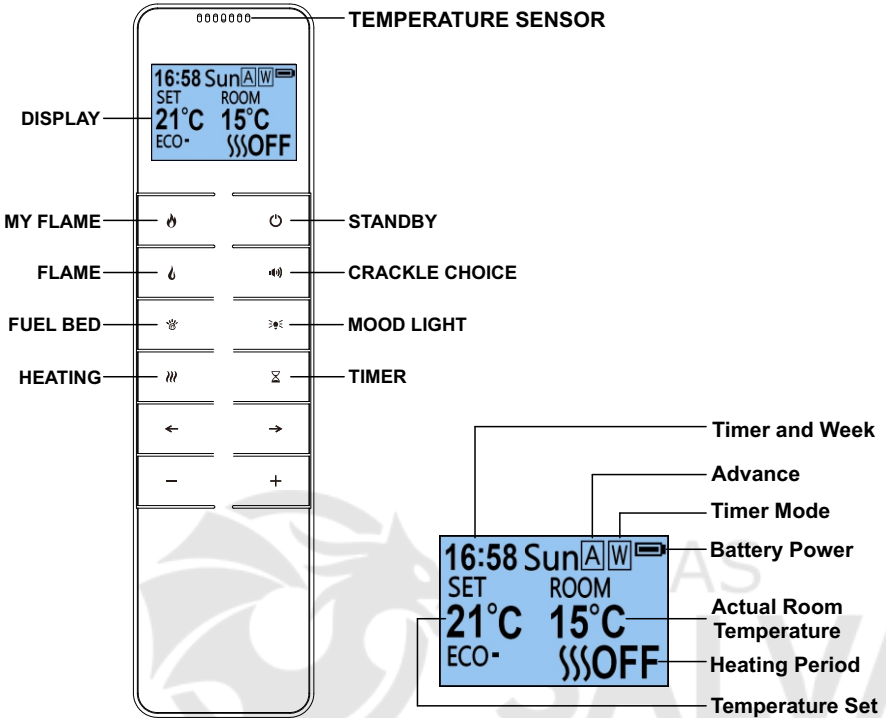 TEMPERATURE SENSOR
16:58 Sun A W
SET ROOM
21°C 15°C
ECO- OFF
DISPLAY
MY FLAME
STANDBY
FLAME
CRACKLE CHOICE
FUEL BED
MOOD LIGHT
HEATING
TIMER
← →
− +
Timer and Week
Advance
Timer Mode
Battery Power
Actual Room
Temperature
Heating Period
Temperature Set
16:58 Sun A W
SET ROOM
21°C 15°C
ECO- OFF
AS